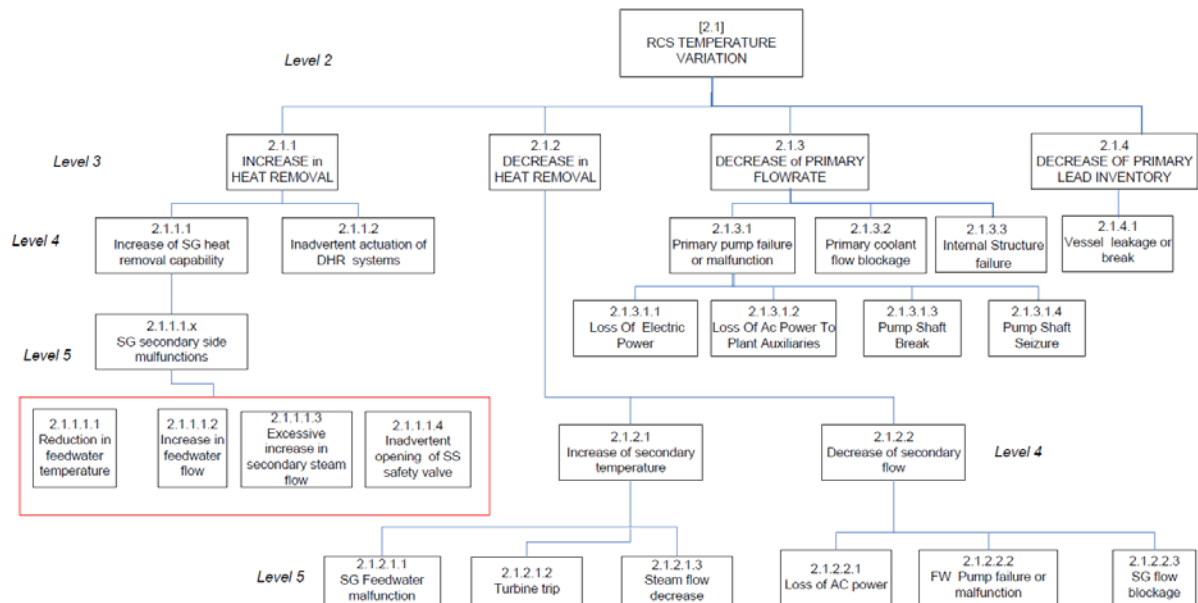 [2.1]
RCS TEMPERATURE
VARIATION
Level 2
Level 3
2.1.1
INCREASE in
HEAT REMOVAL
2.1.2
DECREASE in
HEAT REMOVAL
2.1.3
DECREASE of PRIMARY
FLOWRATE
2.1.4
DECREASE OF PRIMARY
LEAD INVENTORY
Level 4
2.1.1.1
Increase of SG heat
removal capability
2.1.1.2
Inadvertent actuation of
DHR systems
2.1.3.1
Primary pump failure
or malfunction
2.1.3.2
Primary coolant
flow blockage
2.1.3.3
Internal Structure
failure
2.1.4.1
Vessel leakage or
break
2.1.1.1.x
SG secondary side
mulfunctions
2.1.3.1.1
Loss Of Electric
Power
2.1.3.1.2
Loss Of Ac Power To
Plant Auxiliaries
2.1.3.1.3
Pump Shaft
Break
2.1.3.1.4
Pump Shaft
Seizure
Level 5
2.1.1.1.1
Reduction in
feedwater
temperature
2.1.1.1.2
Increase in
feedwater
flow
2.1.1.1.3
Excessive
increase in
secondary steam
flow
2.1.1.1.4
Inadvertent
opening of SS
safety valve
2.1.2.1
Increase of secondary
temperature
2.1.2.2
Decrease of secondary
flow
Level 4
Level 5
2.1.2.1.1
SG Feedwater
malfunction
2.1.2.1.2
Turbine trip
2.1.2.1.3
Steam flow
decrease
2.1.2.2.1
Loss of AC power
2.1.2.2.2
FW Pump failure or
malfunction
2.1.2.2.3
SG flow
blockage